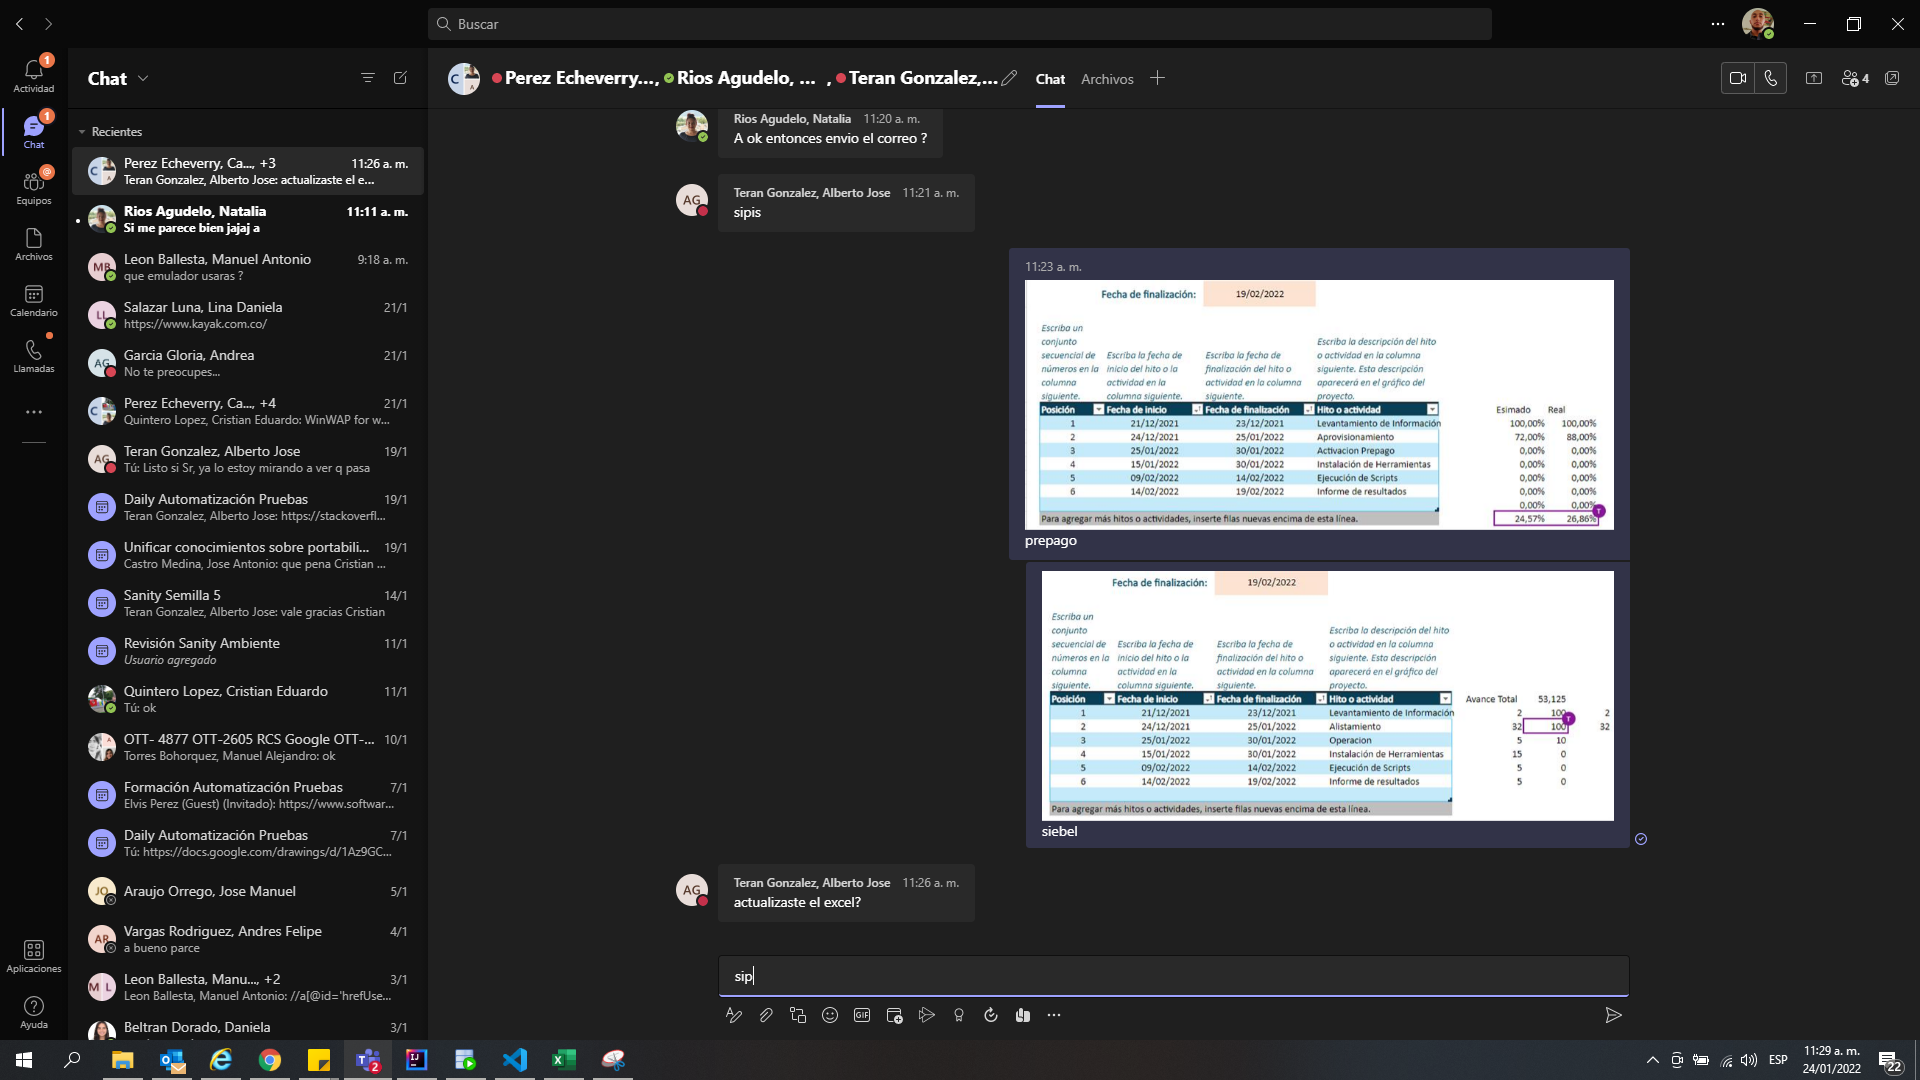 Buscar
Actividad
1
Chat
1
Equipos
@
Archivos
Calendario
Llamadas
Aplicaciones
Ayuda
Chat
Recientes
Perez Echeverry, Ca..., +3
11:26 a. m.
Teran Gonzalez, Alberto Jose: actualizaste el e...
Rios Agudelo, Natalia
11:11 a. m.
Si me parece bien jajaj a
MB
Leon Ballesta, Manuel Antonio
9:18 a. m.
que emulador usaras ?
LL
Salazar Luna, Lina Daniela
21/1
https://www.kayak.com.co/
AG
Garcia Gloria, Andrea
21/1
No te preocupes...
Perez Echeverry, Ca..., +4
21/1
Quintero Lopez, Cristian Eduardo: WinWAP for w...
AG
Teran Gonzalez, Alberto Jose
19/1
Tú: Listo si Sr, ya lo estoy mirando a ver q pasa
Daily Automatización Pruebas
19/1
Teran Gonzalez, Alberto Jose: https://stackoverfl...
Unificar conocimientos sobre portabili...
19/1
Castro Medina, Jose Antonio: que pena Cristian ...
Sanity Semilla 5
14/1
Teran Gonzalez, Alberto Jose: vale gracias Cristian
Revisión Sanity Ambiente
11/1
Usuario agregado
Quintero Lopez, Cristian Eduardo
11/1
Tú: ok
OTT- 4877 OTT-2605 RCS Google OTT-...
10/1
Torres Bohorquez, Manuel Alejandro: ok
Formación Automatización Pruebas
7/1
Elvis Perez (Guest) (Invitado): https://www.softwar...
Daily Automatización Pruebas
7/1
Tú: https://docs.google.com/drawings/d/1Az9GC...
JO
Araujo Orrego, Jose Manuel
5/1
AR
Vargas Rodriguez, Andres Felipe
4/1
a bueno parce
M L
Leon Ballesta, Manu..., +2
3/1
Leon Ballesta, Manuel Antonio: //a[@id='hrefUse...
Beltran Dorado, Daniela
3/1
Perez Echeverry..., Rios Agudelo, ... , Teran Gonzalez,...
Chat
Archivos
4
Rios Agudelo, Natalia 11:20 a. m.
A ok entonces envio el correo ?
AG
Teran Gonzalez, Alberto Jose 11:21 a. m.
sipis
11:23 a. m.
Fecha de finalización: 19/02/2022
Escriba un
conjunto
secuencial de
números en la
columna
siguiente.
Escriba la fecha de
inicio del hito o la
actividad en la
columna siguiente.
Escriba la fecha de
finalización del hito o
actividad en la columna
siguiente.
Escriba la descripción del hito
o actividad en la columna
siguiente. Esta descripción
aparecerá en el gráfico del
proyecto.
Posición Fecha de inicio Fecha de finalización Hito o actividad Esimado Real
1 21/12/2021 23/12/2021 Levantamiento de Información 100,00% 100,00%
2 24/12/2021 25/01/2022 Aprovisionamiento 72,00% 88,00%
3 25/01/2022 30/01/2022 Activacion Prepago 0,00% 0,00%
4 15/01/2022 30/01/2022 Instalación de Herramientas 0,00% 0,00%
5 09/02/2022 14/02/2022 Ejecución de Scripts 0,00% 0,00%
6 14/02/2022 19/02/2022 Informe de resultados 0,00% 0,00%
0,00% 0,00%
T
Para agregar más hitos o actividades, inserte filas nuevas encima de esta línea. 24,57% 26,86%
prepago
Fecha de finalización: 19/02/2022
Escriba un
conjunto
secuencial de
números en la
columna
siguiente.
Escriba la fecha de
inicio del hito o la
actividad en la
columna siguiente.
Escriba la fecha de
finalización del hito o
actividad en la columna
siguiente.
Escriba la descripción del hito
o actividad en la columna
siguiente. Esta descripción
aparecerá en el gráfico del
proyecto.
Posición Fecha de inicio Fecha de finalización Hito o actividad Avance Total 53,125
1 21/12/2021 23/12/2021 Levantamiento de Información 2 100 2
T
2 24/12/2021 25/01/2022 Alistamiento 32 100 32
3 25/01/2022 30/01/2022 Operacion 5 10
4 15/01/2022 30/01/2022 Instalación de Herramientas 15 0
5 09/02/2022 14/02/2022 Ejecución de Scripts 5 0
6 14/02/2022 19/02/2022 Informe de resultados 5 0
Para agregar más hitos o actividades, inserte filas nuevas encima de esta línea.
siebel
AG
Teran Gonzalez, Alberto Jose 11:26 a. m.
actualizaste el excel?
sip
GIF
ESP
11:29 a. m.
24/01/2022
22